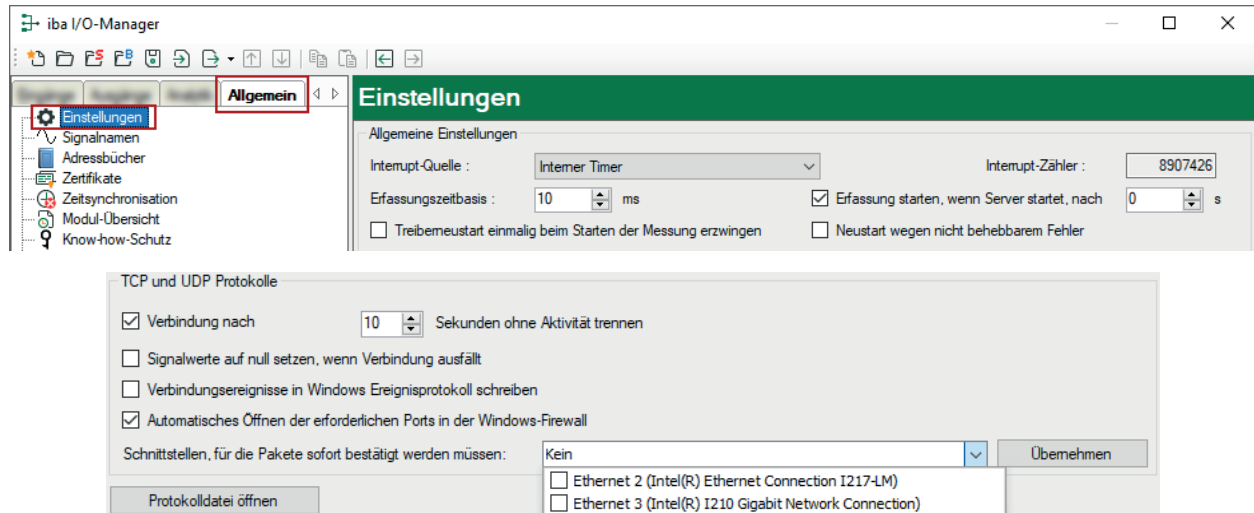 iba I/O-Manager
Allgemein
Einstellungen
Einstellungen
Signalnamen
Adressbücher
Zertifikate
Zeitsynchronisation
Modul-Übersicht
Know-how-Schutz
Allgemeine Einstellungen
Interrupt-Quelle : Interner Timer Interrupt-Zähler : 8907426
Erfassungszeitbasis : 10 ms Erfassung starten, wenn Server startet, nach 0 s
Treiberneustart einmalig beim Starten der Messung erzwingen Neustart wegen nicht behebbarem Fehler
TCP und UDP Protokolle
Verbindung nach 10 Sekunden ohne Aktivität trennen
Signalwerte auf null setzen, wenn Verbindung ausfällt
Verbindungsereignisse in Windows Ereignisprotokoll schreiben
Automatisches Öffnen der erforderlichen Ports in der Windows-Firewall
Schnittstellen, für die Pakete sofort bestätigt werden müssen: Kein Übernehmen
Ethernet 2 (Intel(R) Ethernet Connection I217-LM)
Protokolldatei öffnen
Ethernet 3 (Intel(R) I210 Gigabit Network Connection)